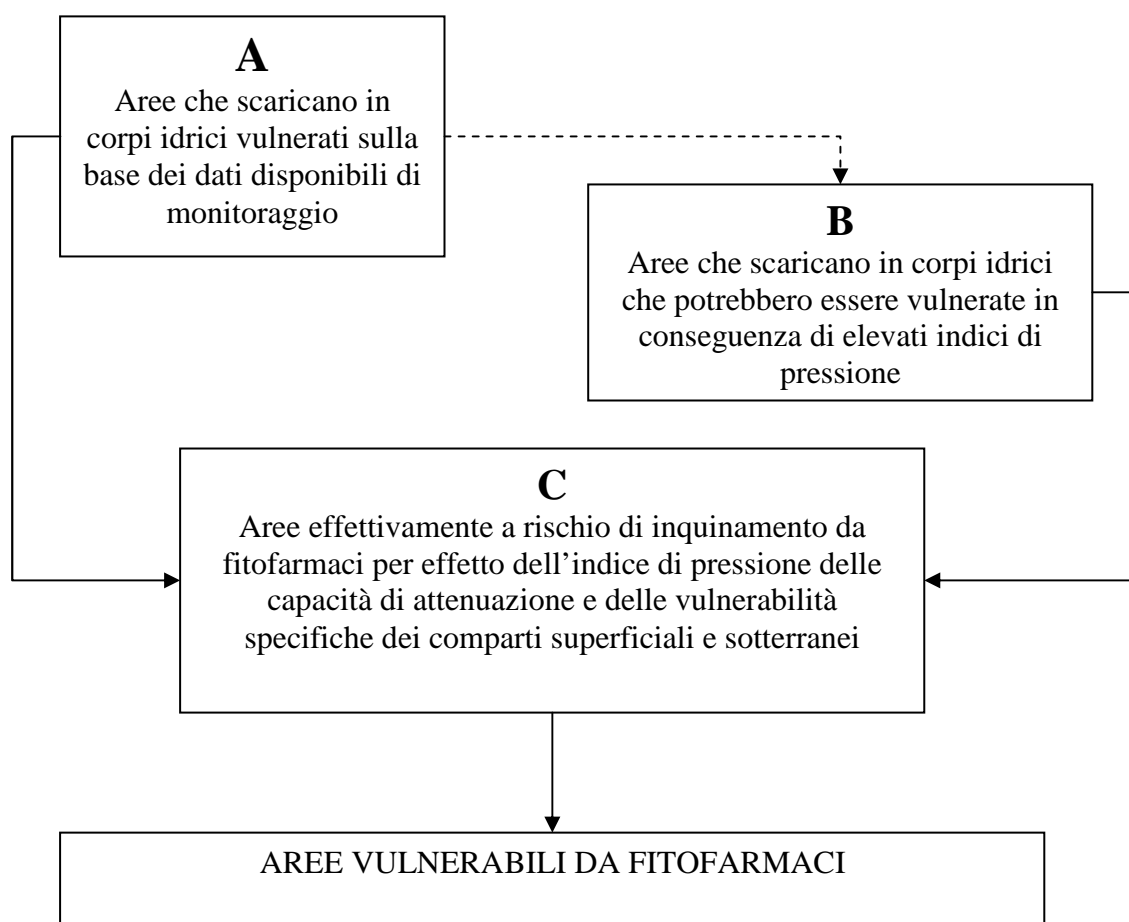 A
Aree che scaricano in
corpi idrici vulnerati sulla
base dei dati disponibili di
monitoraggio
B
Aree che scaricano in corpi idrici
che potrebbero essere vulnerate in
conseguenza di elevati indici di
pressione
C
Aree effettivamente a rischio di inquinamento da
fitofarmaci per effetto dell’indice di pressione delle
capacità di attenuazione e delle vulnerabilità
specifiche dei comparti superficiali e sotterranei
AREE VULNERABILI DA FITOFARMACI